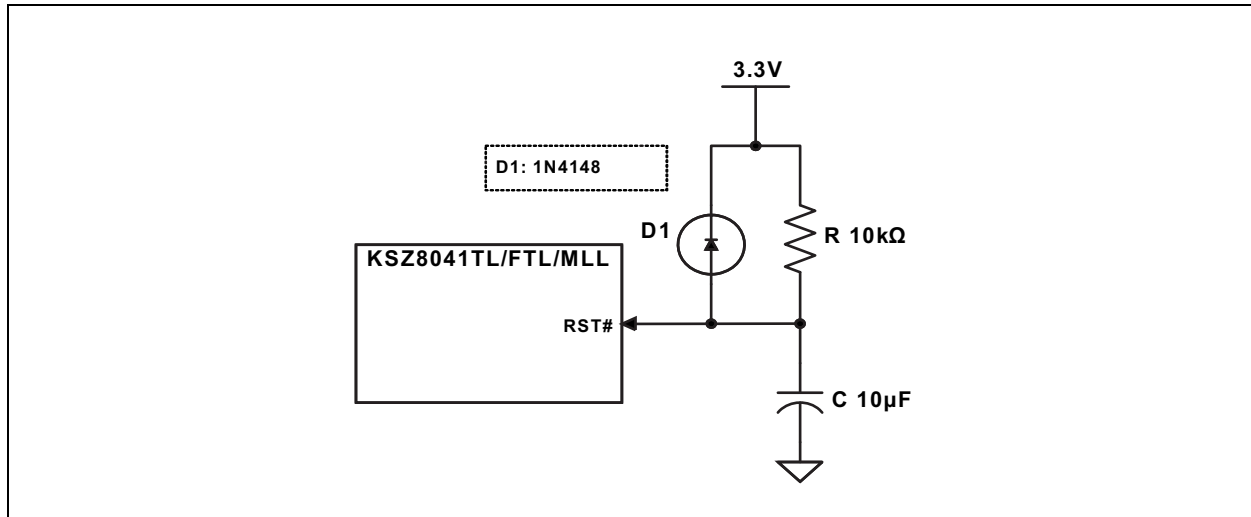 3.3V
D1: 1N4148
D1
R 10kΩ
KSZ8041TL/FTL/MLL
RST#
C 10µF